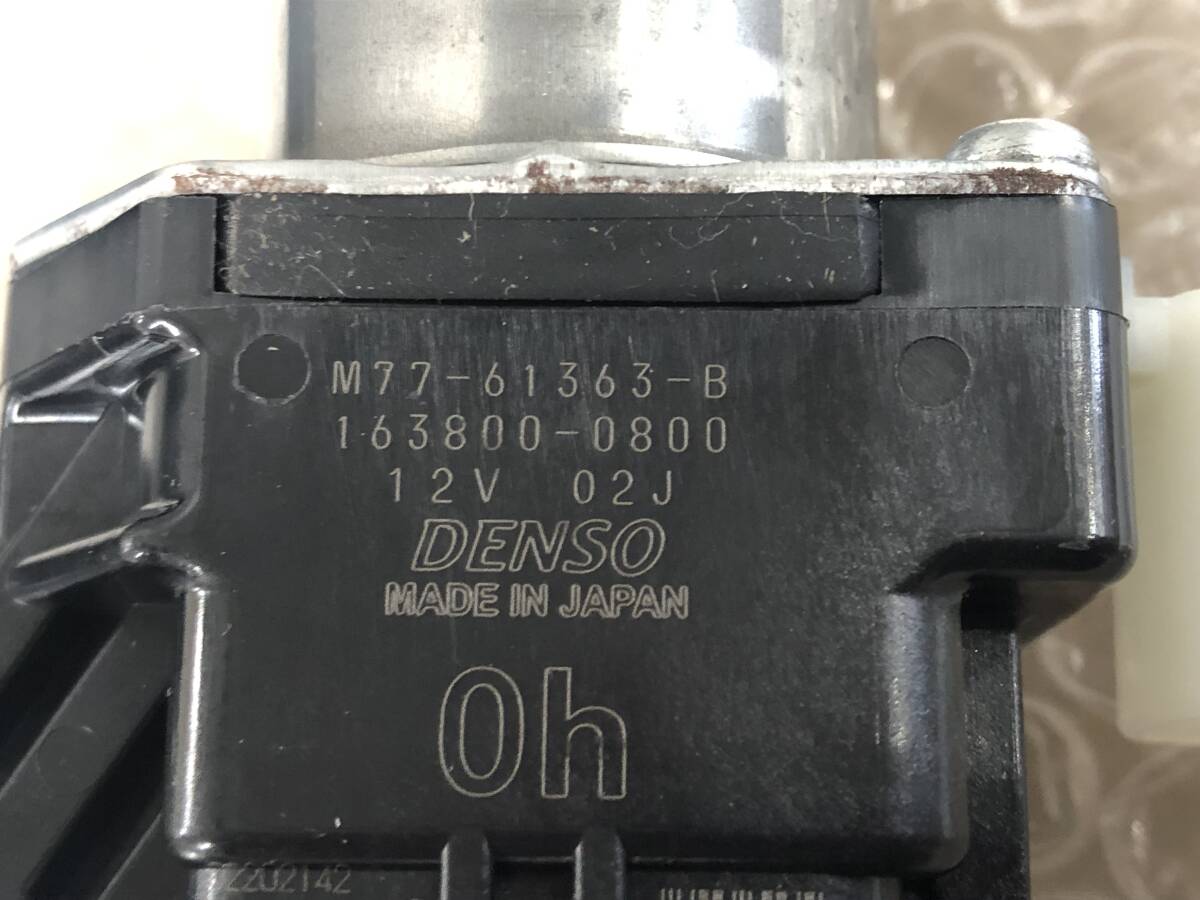 M77-61363-B
163800-0800
12V 02J
DENSO
MADE IN JAPAN
0h